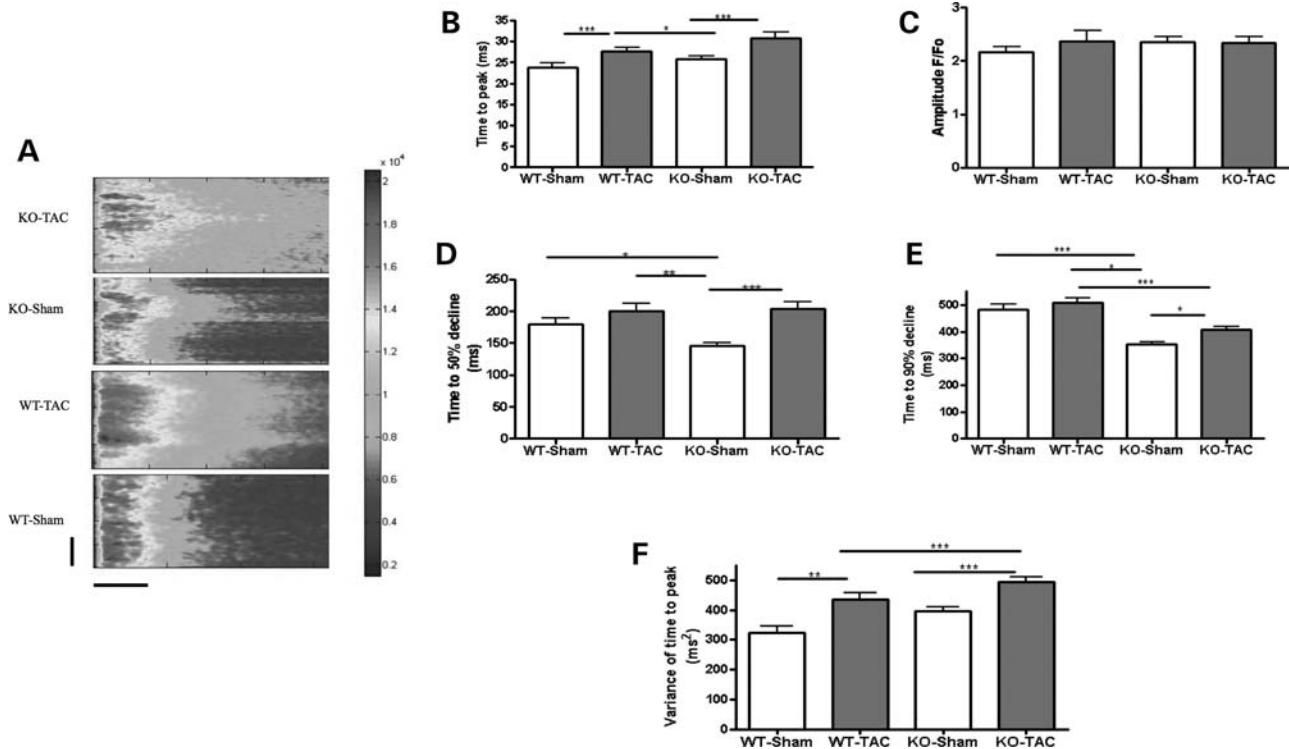 A
× 10⁴
KO-TAC
KO-Sham
WT-TAC
WT-Sham
2
1.8
1.6
1.4
1.2
1
0.8
0.6
0.4
0.2
B
***
*
***
Time to peak (ms)
35
30
25
20
15
10
5
0
WT-Sham WT-TAC KO-Sham KO-TAC
C
Amplitude F/Fo
3
2
1
0
WT-Sham WT-TAC KO-Sham KO-TAC
D
*
**
***
Time to 50% decline
(ms)
250
200
150
100
50
0
WT-Sham WT-TAC KO-Sham KO-TAC
E
***
*
***
*
Time to 90% decline
(ms)
500
400
300
200
100
0
WT-Sham WT-TAC KO-Sham KO-TAC
F
***
**
***
Variance of time to peak
(ms²)
500
400
300
200
100
0
WT-Sham WT-TAC KO-Sham KO-TAC